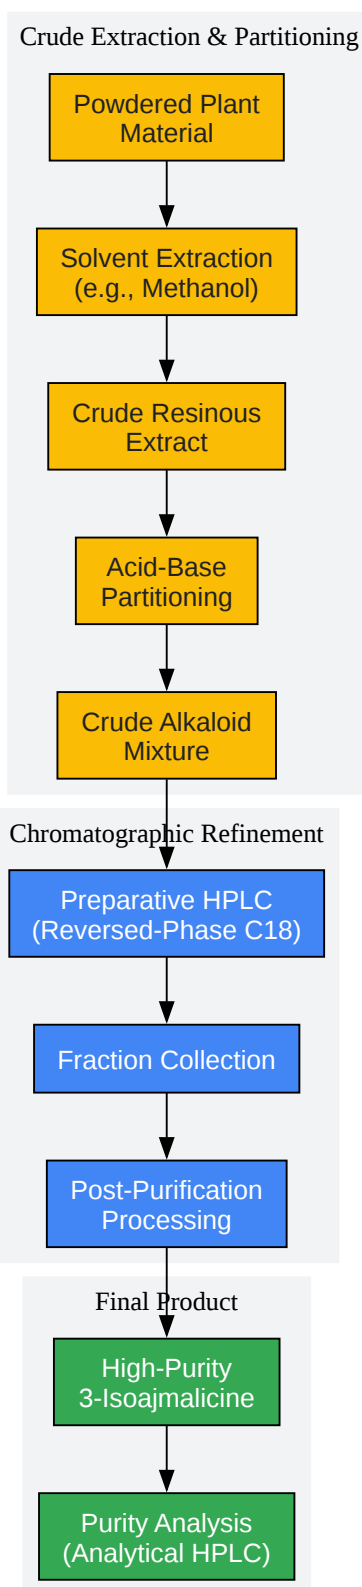 Crude Extraction & Partitioning
Powdered Plant
Material
Solvent Extraction
(e.g., Methanol)
Crude Resinous
Extract
Acid-Base
Partitioning
Crude Alkaloid
Mixture
Chromatographic Refinement
Preparative HPLC
(Reversed-Phase C18)
Fraction Collection
Post-Purification
Processing
Final Product
High-Purity
3-Isoajmalicine
Purity Analysis
(Analytical HPLC)